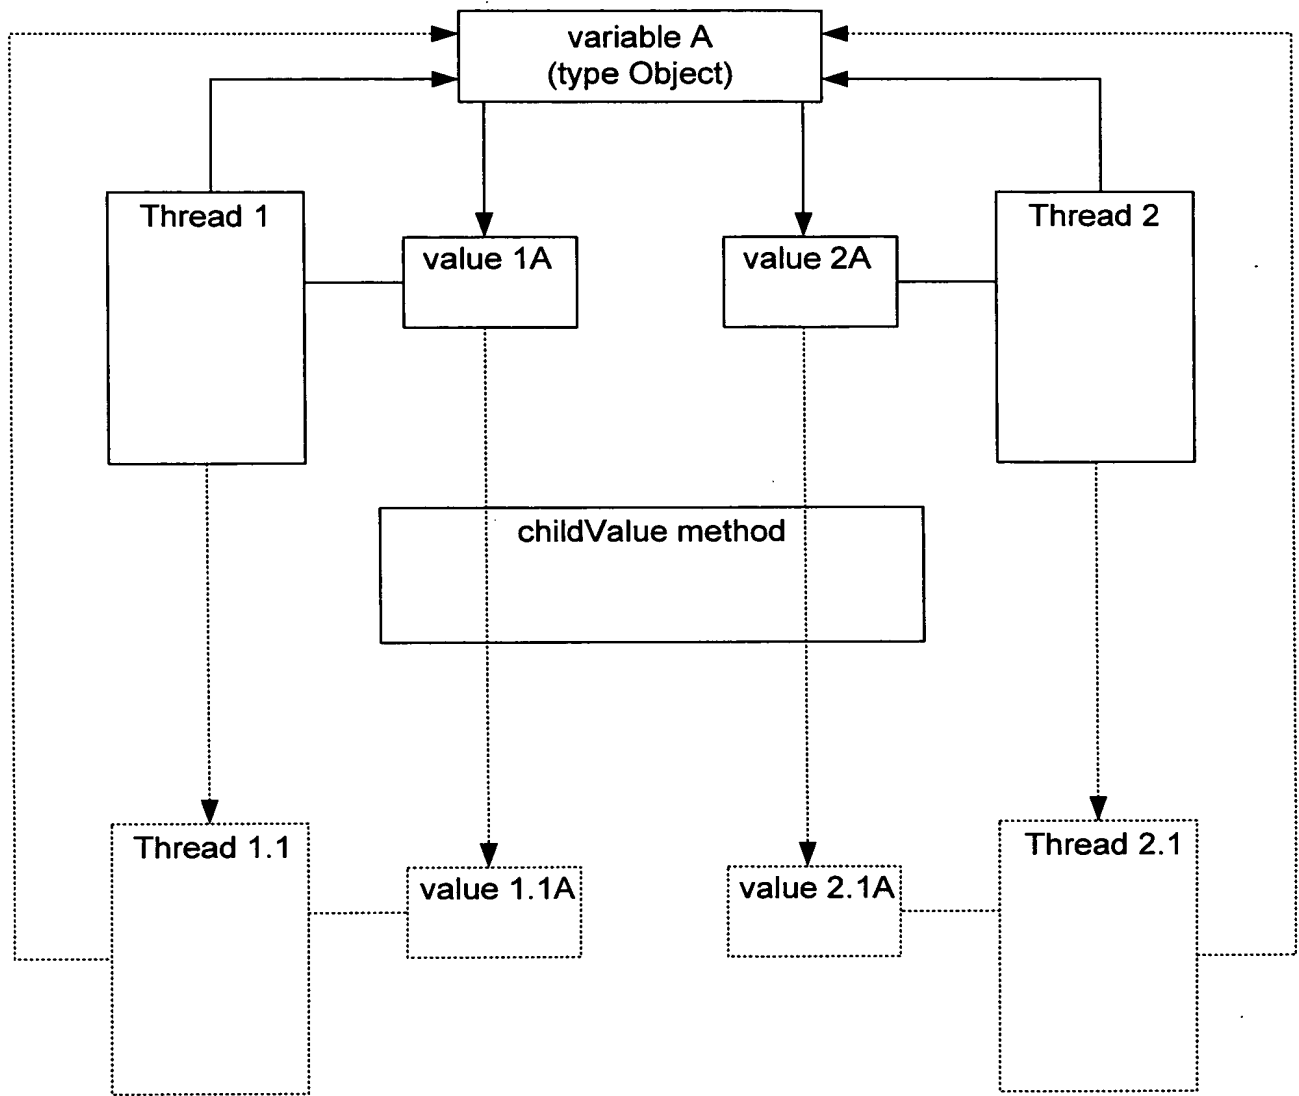 variable A
(type Object)
Thread 1
Thread 2
value 1A
value 2A
childValue method
Thread 1.1
Thread 2.1
value 1.1A
value 2.1A